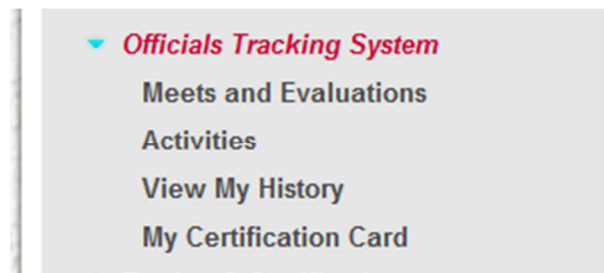 Officials Tracking System
Meets and Evaluations
Activities
View My History
My Certification Card